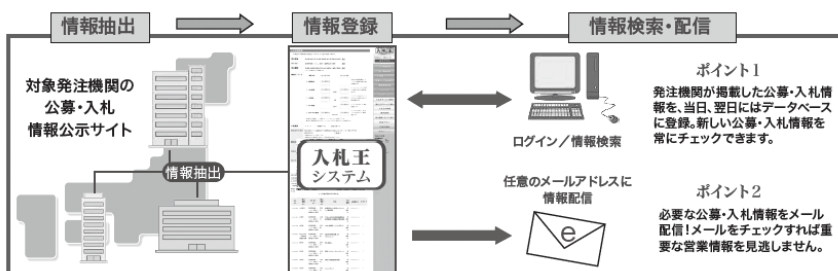 情報抽出
情報登録
情報検索・配信
対象発注機関の
公募・入札
情報公示サイト
情報抽出
入札王
システム
ログイン／情報検索
任意のメールアドレスに
情報配信
e
ポイント1
発注機関が掲載した公募・入札情
報を、当日、翌日にはデータベース
に登録。新しい公募・入札情報を
常にチェックできます。
ポイント2
必要な公募・入札情報をメール
配信！メールをチェックすれば重
要な営業情報を見逃しません。